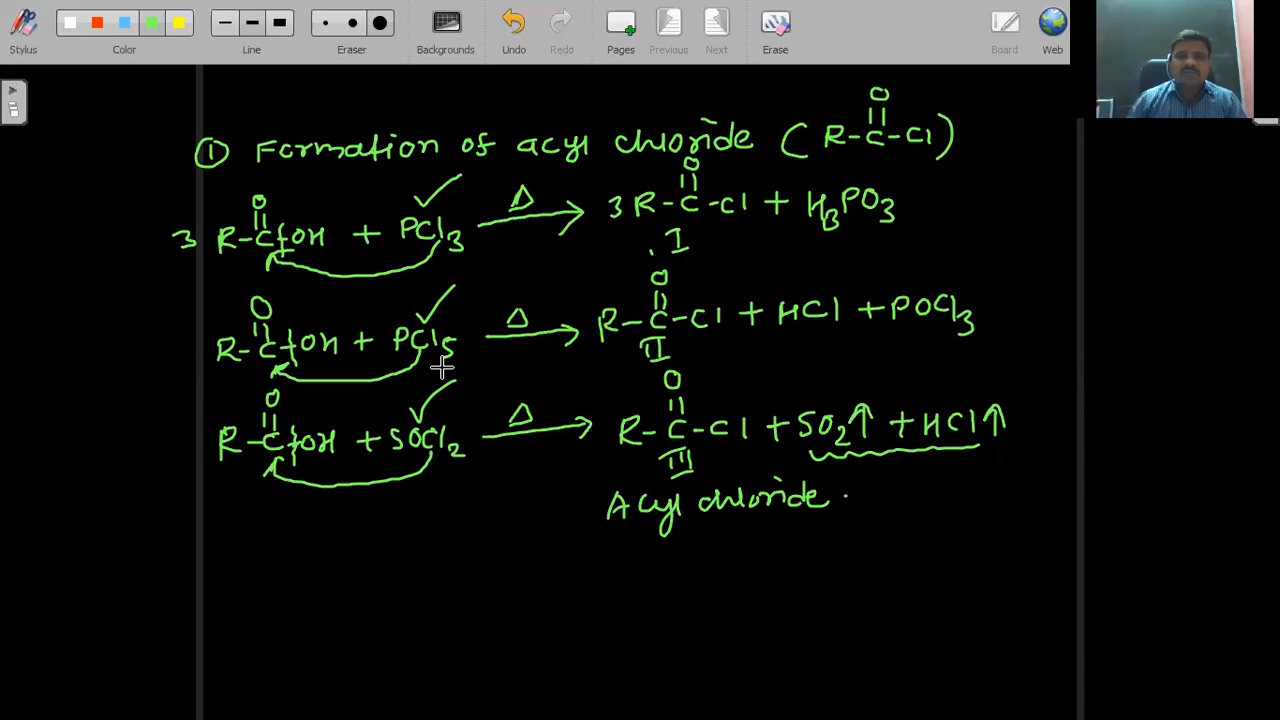 Stylus
Color
Line
Eraser
Backgrounds
Undo
Redo
Pages
Previous
Next
Erase
Board
Web
① Formation of acyl chloride ( R-C-Cl )
O
3 R-C-OH + PCl3 Δ → 3 R-C-Cl + H3PO3
O O
I
R-C-OH + PCl5 Δ → R-C-Cl + HCl + POCl3
O O
II
R-C-OH + SOCl2 Δ → R-C-Cl + SO2↑ + HCl↑
O O
III
Acyl chloride.